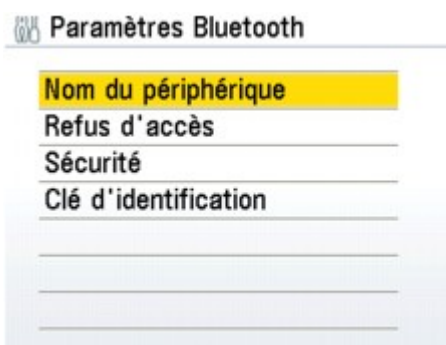 Paramètres Bluetooth
Nom du périphérique
Refus d'accès
Sécurité
Clé d'identification